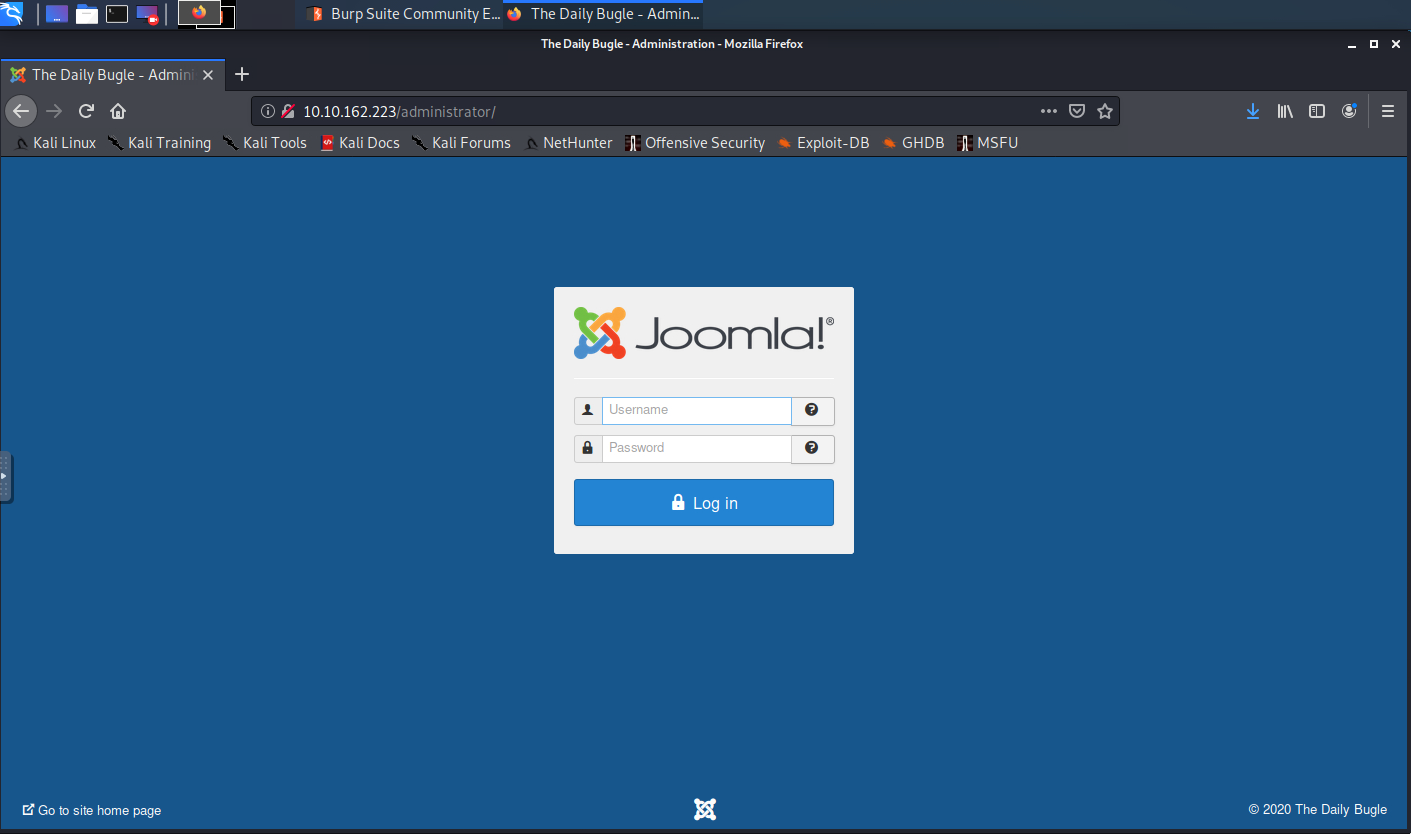 Burp Suite Community E...
The Daily Bugle - Admin...
The Daily Bugle - Administration - Mozilla Firefox
The Daily Bugle - Admini
10.10.162.223/administrator/
Kali Linux Kali Training Kali Tools Kali Docs Kali Forums NetHunter Offensive Security Exploit-DB GHDB MSFU
Joomla!®
Username
Password
Log in
Go to site home page
© 2020 The Daily Bugle